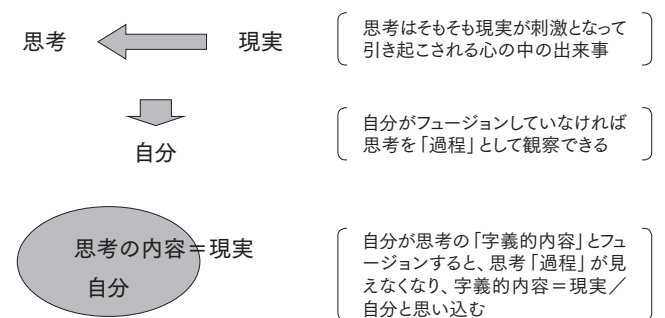 思考 現実
思考はそもそも現実が刺激となって
引き起こされる心の中の出来事
自分
自分がフュージョンしていなければ
思考を「過程」として観察できる
思考の内容＝現実
自分
自分が思考の「字義的内容」とフュ
ージョンすると、思考「過程」が見
えなくなり、字義的内容＝現実／
自分と思い込む